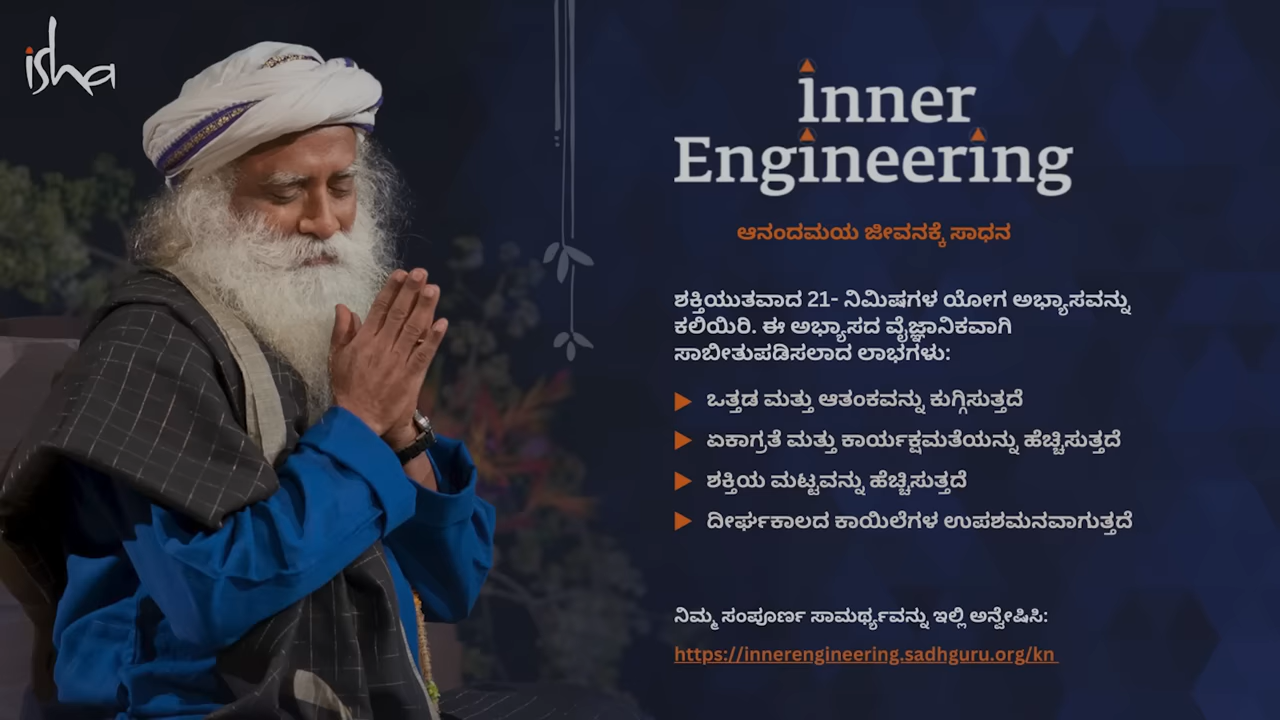 isha
inner
Engineering
ಆನಂದಮಯ ಜೀವನಕ್ಕೆ ಸಾಧನ
ಶಕ್ತಿಯುತವಾದ 21- ನಿಮಿಷಗಳ ಯೋಗ ಅಭ್ಯಾಸವನ್ನು
ಕಲಿಯಿರಿ. ಈ ಅಭ್ಯಾಸದ ವೈಜ್ಞಾನಿಕವಾಗಿ
ಸಾಬೀತುಪಡಿಸಲಾದ ಲಾಭಗಳು:
ಒತ್ತಡ ಮತ್ತು ಆತಂಕವನ್ನು ಕುಗ್ಗಿಸುತ್ತದೆ
ಏಕಾಗ್ರತೆ ಮತ್ತು ಕಾರ್ಯಕ್ಷಮತೆಯನ್ನು ಹೆಚ್ಚಿಸುತ್ತದೆ
ಶಕ್ತಿಯ ಮಟ್ಟವನ್ನು ಹೆಚ್ಚಿಸುತ್ತದೆ
ದೀರ್ಘಕಾಲದ ಕಾಯಿಲೆಗಳ ಉಪಶಮನವಾಗುತ್ತದೆ
ನಿಮ್ಮ ಸಂಪೂರ್ಣ ಸಾಮರ್ಥ್ಯವನ್ನು ಇಲ್ಲಿ ಅನ್ವೇಷಿಸಿ:
https://innerengineering.sadhguru.org/kn